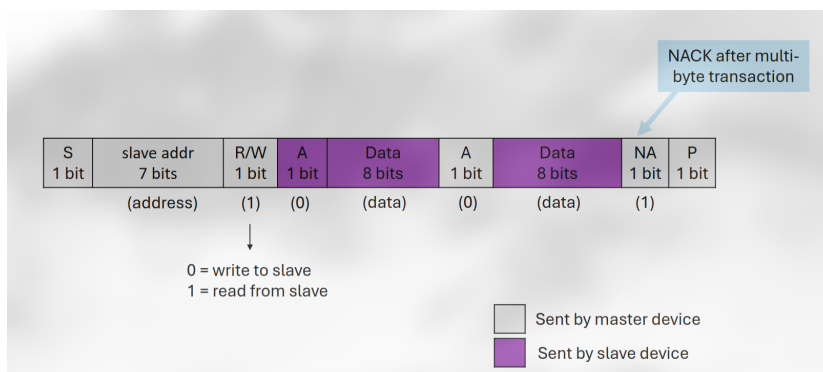 NACK after multi-
byte transaction
S slave addr R/W A Data A Data NA P
1 bit 7 bits 1 bit 1 bit 8 bits 1 bit 8 bits 1 bit 1 bit
(address) (1) (0) (data) (0) (data) (1)
0 = write to slave
1 = read from slave
Sent by master device
Sent by slave device